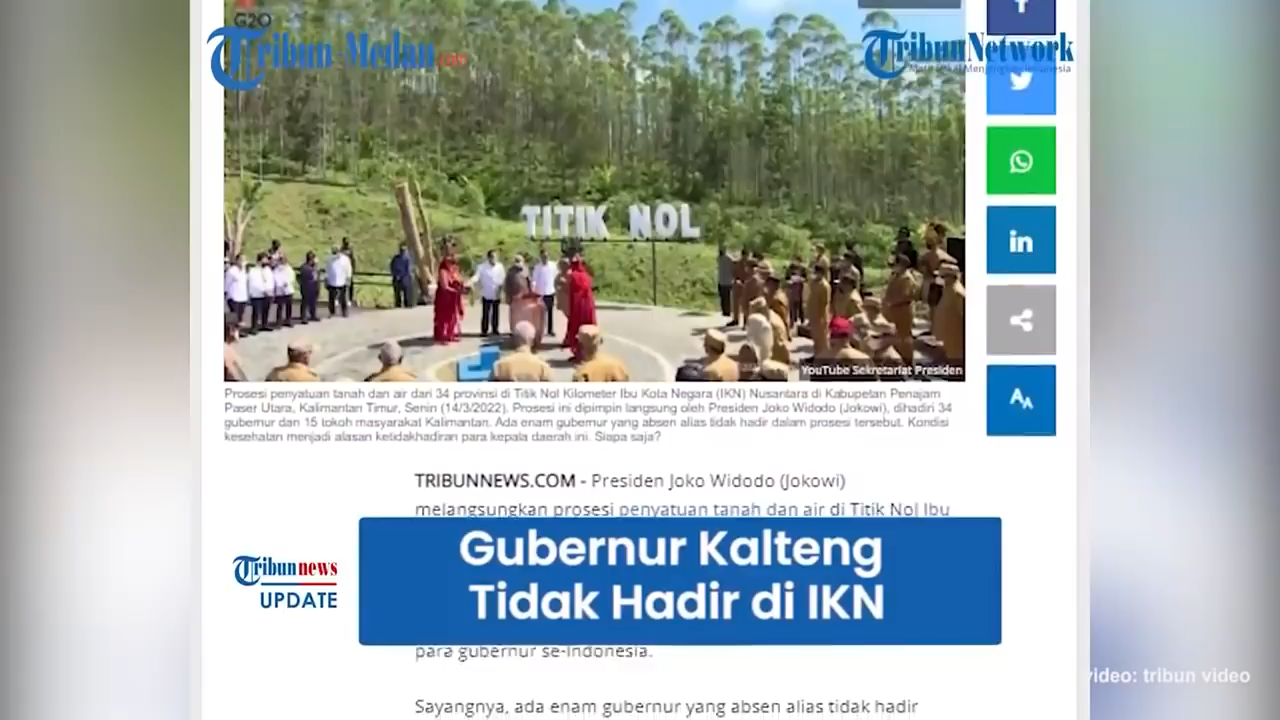 G20
Tribun-Medan.com
TribunNetwork
TITIK NOL
YouTube Sekretariat Presiden
Prosesi penyatuan tanah dan air dari 34 provinsi di Titik Nol Kilometer Ibu Kota Negara (IKN) Nusantara di Kabupetan Penajam
Paser Utara, Kalimantan Timur, Senin (14/3/2022). Prosesi ini dipimpin langsung oleh Presiden Joko Widodo (Jokowi), dihadiri 34
gubernur dan 15 tokoh masyarakat Kalimantan. Ada enam gubernur yang absen alias tidak hadir dalam prosesi tersebut. Kondisi
kesehatan menjadi alasan ketidakhadiran para kepala daerah ini. Siapa saja?
TRIBUNNEWS.COM - Presiden Joko Widodo (Jokowi)
melangsungkan prosesi penyatuan tanah dan air di Titik Nol Ibu
Tribunnews
UPDATE
Gubernur Kalteng
Tidak Hadir di IKN
para gubernur se-Indonesia.
video: tribun video
Sayangnya, ada enam gubernur yang absen alias tidak hadir